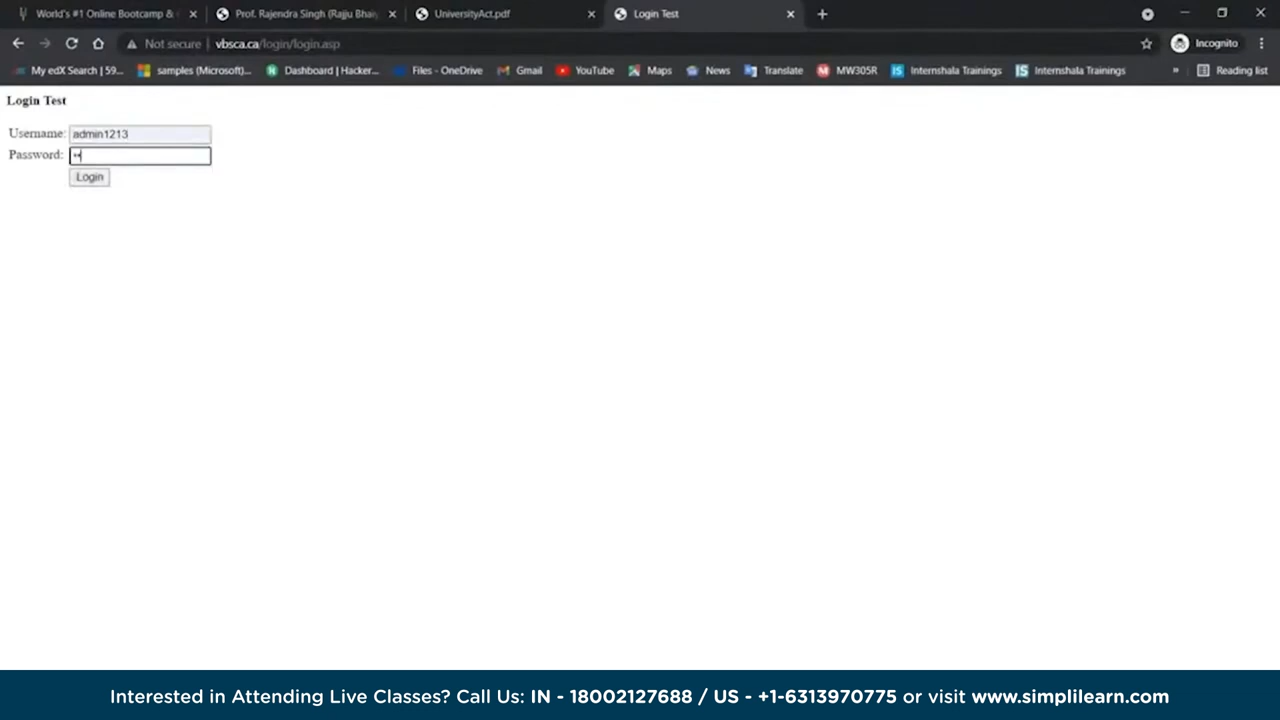 World's #1 Online Bootcamp &
Prof. Rajendra Singh (Rajju Bhai
UniversityAct.pdf
Login Test
Not secure | vbsca.ca/login/login.asp
Incognito
My edX Search | 59...
samples (Microsoft)...
Dashboard | Hacker...
Files - OneDrive
Gmail
YouTube
Maps
News
Translate
MW305R
Internshala Trainings
Internshala Trainings
»
Reading list
Login Test
Username: admin1213
Password:
Login
Interested in Attending Live Classes? Call Us: IN - 18002127688 / US - +1-6313970775 or visit www.simplilearn.com